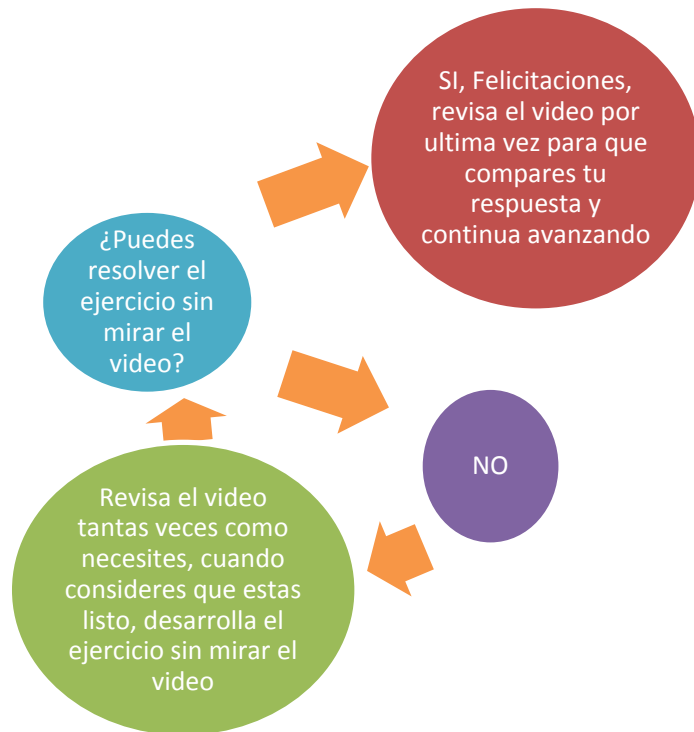 SI, Felicitaciones,
revisa el video por
ultima vez para que
compares tu
respuesta y
continua avanzando
¿Puedes
resolver el
ejercicio sin
mirar el
video?
NO
Revisa el video
tantas veces como
necesites, cuando
consideres que estas
listo, desarrolla el
ejercicio sin mirar el
video